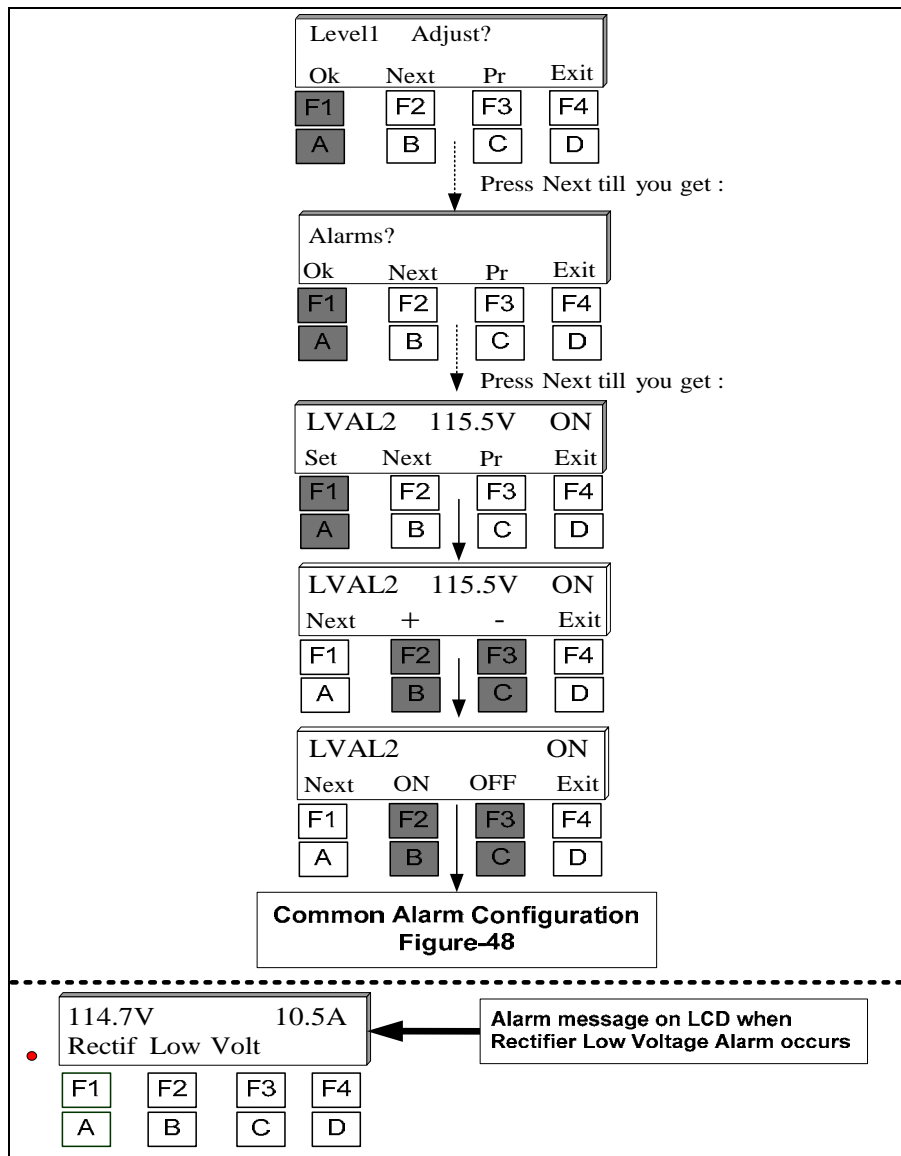 Level1 Adjust?
Ok Next Pr Exit
F1 F2 F3 F4
A B C D
Press Next till you get :
Alarms?
Ok Next Pr Exit
F1 F2 F3 F4
A B C D
Press Next till you get :
LVAL2 115.5V ON
Set Next Pr Exit
F1 F2 F3 F4
A B C D
LVAL2 115.5V ON
Next + - Exit
F1 F2 F3 F4
A B C D
LVAL2 ON
Next ON OFF Exit
F1 F2 F3 F4
A B C D
Common Alarm Configuration
Figure-48
114.7V 10.5A
Rectif Low Volt
Alarm message on LCD when
Rectifier Low Voltage Alarm occurs
F1 F2 F3 F4
A B C D